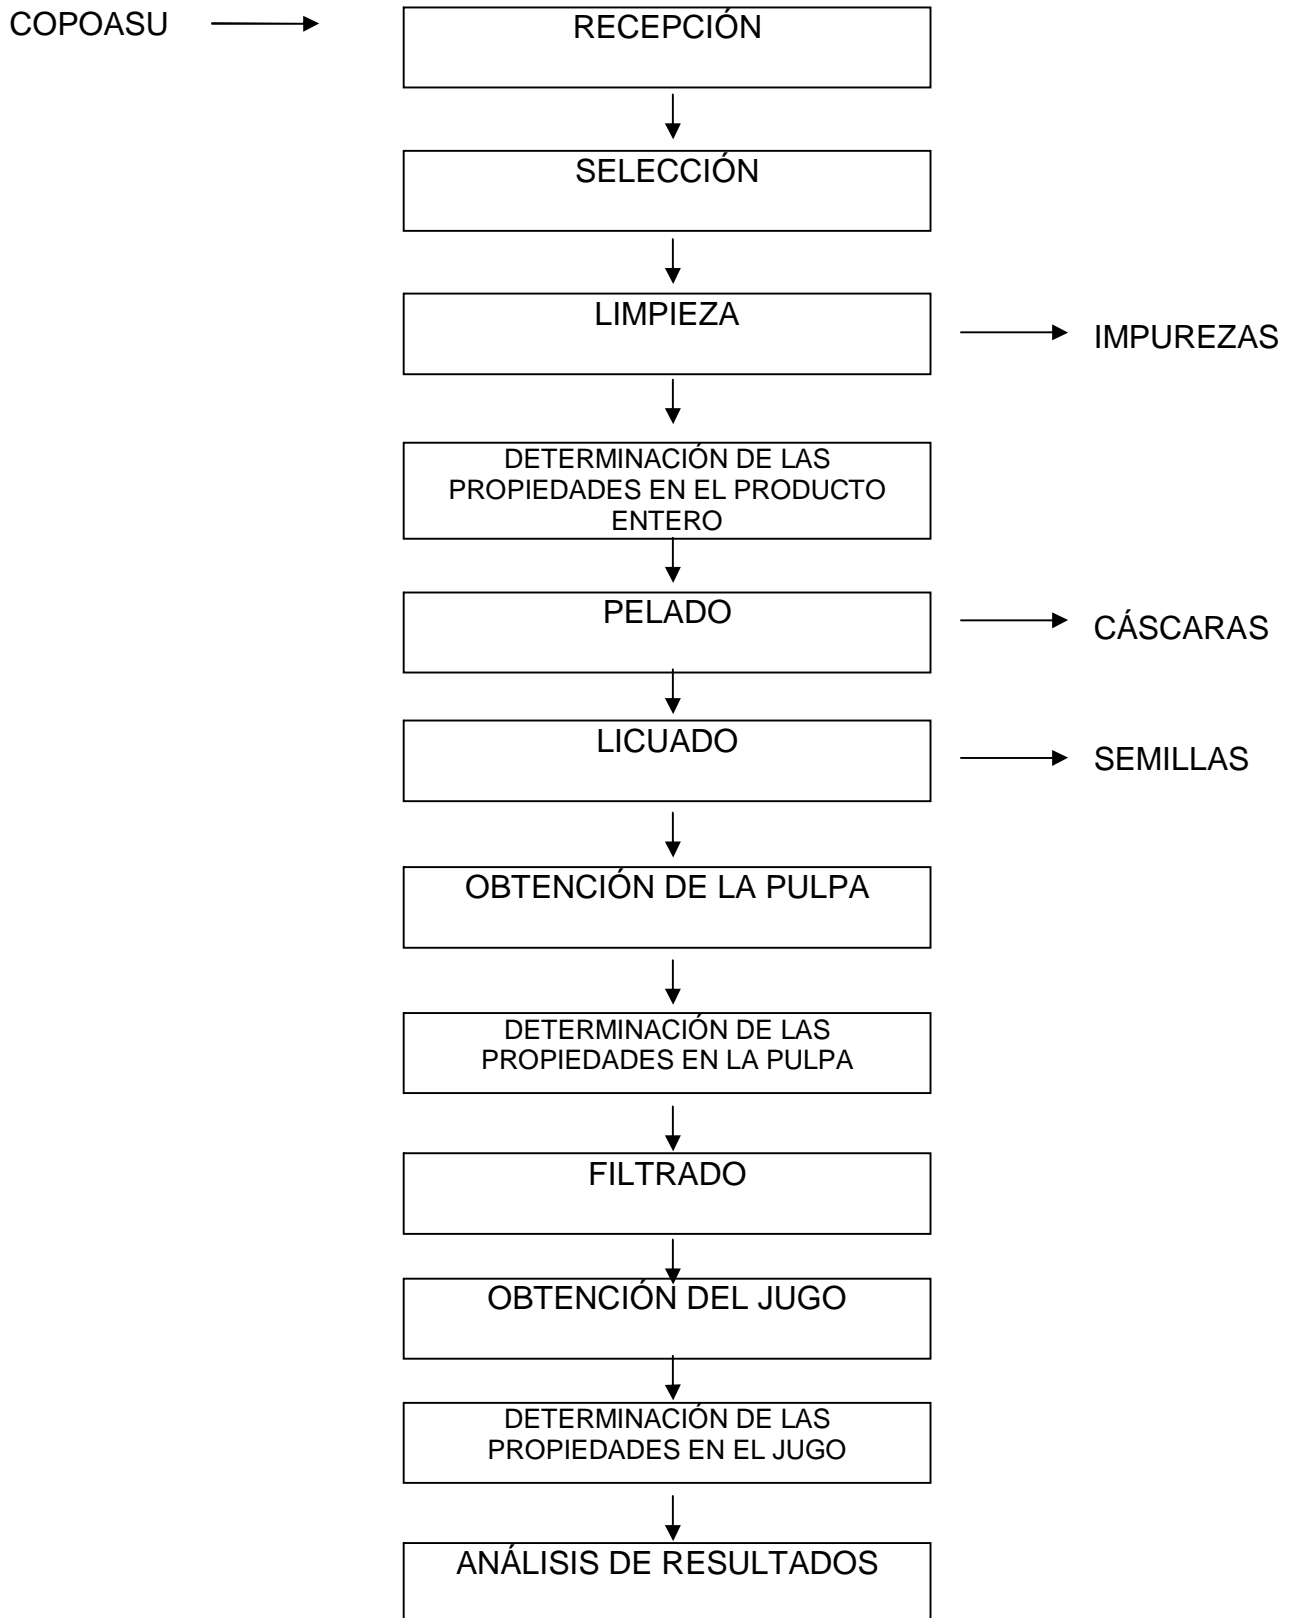 COPOASU
RECEPCIÓN
SELECCIÓN
LIMPIEZA
IMPUREZAS
DETERMINACIÓN DE LAS
PROPIEDADES EN EL PRODUCTO
ENTERO
PELADO
CÁSCARAS
LICUADO
SEMILLAS
OBTENCIÓN DE LA PULPA
DETERMINACIÓN DE LAS
PROPIEDADES EN LA PULPA
FILTRADO
OBTENCIÓN DEL JUGO
DETERMINACIÓN DE LAS
PROPIEDADES EN EL JUGO
ANÁLISIS DE RESULTADOS